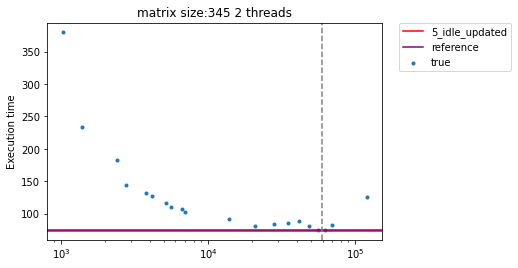 matrix size:345 2 threads
5_idle_updated
reference
true
Execution time
350
300
250
200
150
100
10³
10⁴
10⁵